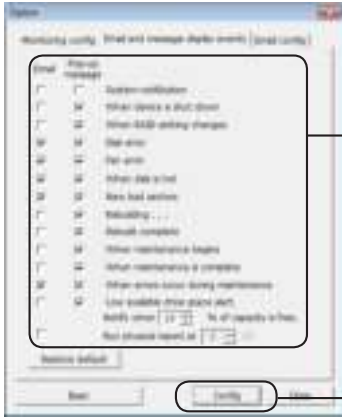 Option
Monitoring config
Email and message display events
Email config
Email
Pop-up message
System notification
When device is shut down
When RAID setting changes
Disk error
Fan error
When disk is hot
New bad sectors
Rebuilding . . .
Rebuild complete
When maintenance begins
When maintenance is complete
When errors occur during maintenance
Low available drive space alert.
Notify when
% of capacity is free.
Restore default
Config
Close